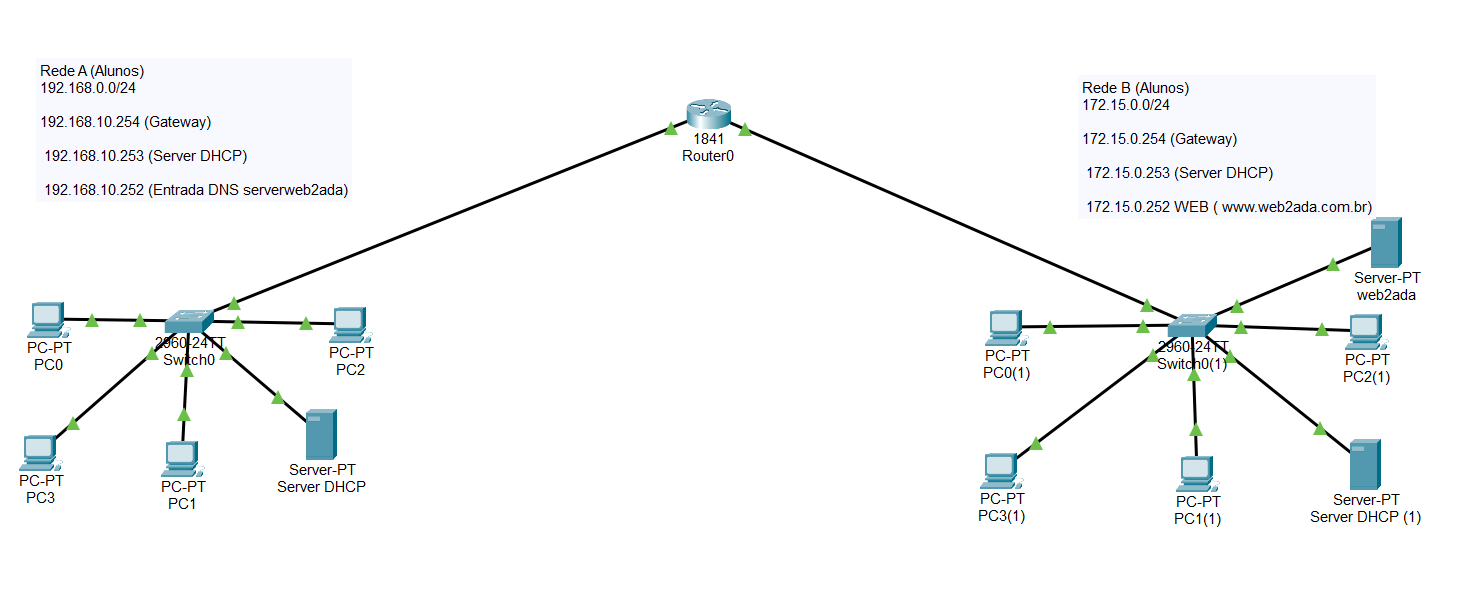 Rede A (Alunos)
192.168.0.0/24
192.168.10.254 (Gateway)
192.168.10.253 (Server DHCP)
192.168.10.252 (Entrada DNS serverweb2ada)
1841
Router0
Rede B (Alunos)
172.15.0.0/24
172.15.0.254 (Gateway)
172.15.0.253 (Server DHCP)
172.15.0.252 WEB ( www.web2ada.com.br)
PC-PT
PC0
2960-24TT
Switch0
PC-PT
PC2
PC-PT
PC3
PC-PT
PC1
Server-PT
Server DHCP
Server-PT
web2ada
PC-PT
PC0(1)
2960-24TT
Switch0(1)
PC-PT
PC2(1)
PC-PT
PC3(1)
PC-PT
PC1(1)
Server-PT
Server DHCP (1)